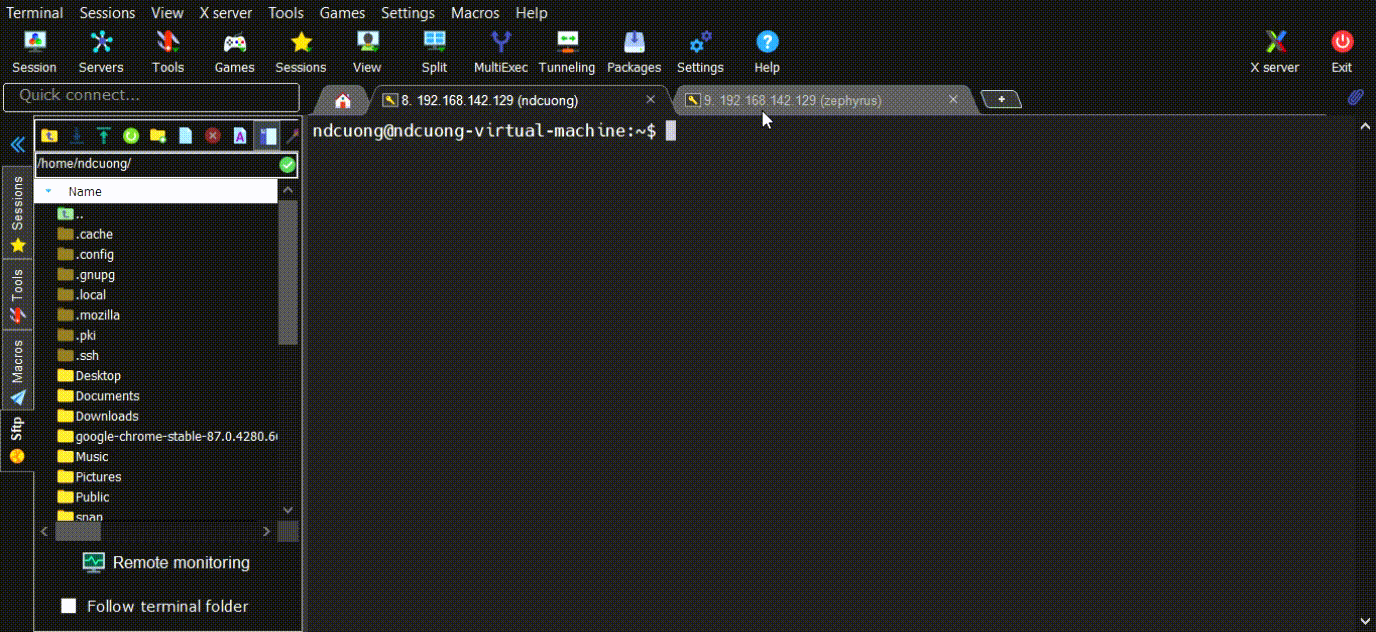 Terminal Sessions View X server Tools Games Settings Macros Help
Session Servers Tools Games Sessions View Split MultiExec Tunneling Packages Settings Help X server Exit
Quick connect...
8. 192.168.142.129 (ndcuong)
9. 192.168.142.129 (zephyrus)
ndcuong@ndcuong-virtual-machine:~$
/home/ndcuong/
Name
..
.cache
.config
.gnupg
.local
.mozilla
.pki
.ssh
Desktop
Documents
Downloads
google-chrome-stable-87.0.4280.6
Music
Pictures
Public
snap
Sessions
Tools
Macros
Sftp
Remote monitoring
Follow terminal folder